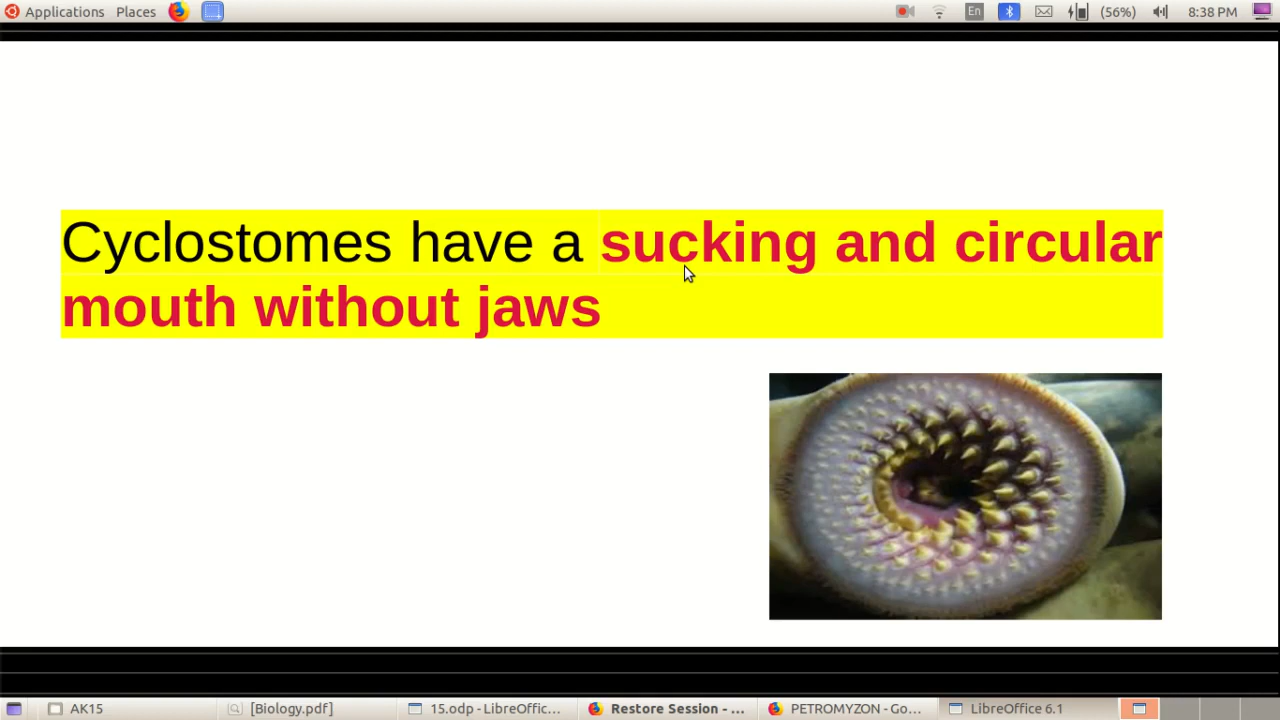 Applications Places En (56%) 8:38 PM
Cyclostomes have a sucking and circular
mouth without jaws
AK15 [Biology.pdf] 15.odp - LibreOffic... Restore Session - ... PETROMYZON - Go... LibreOffice 6.1